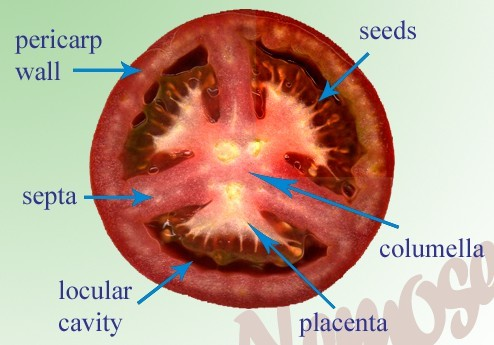 pericarp
wall
seeds
septa
columella
locular
cavity
placenta